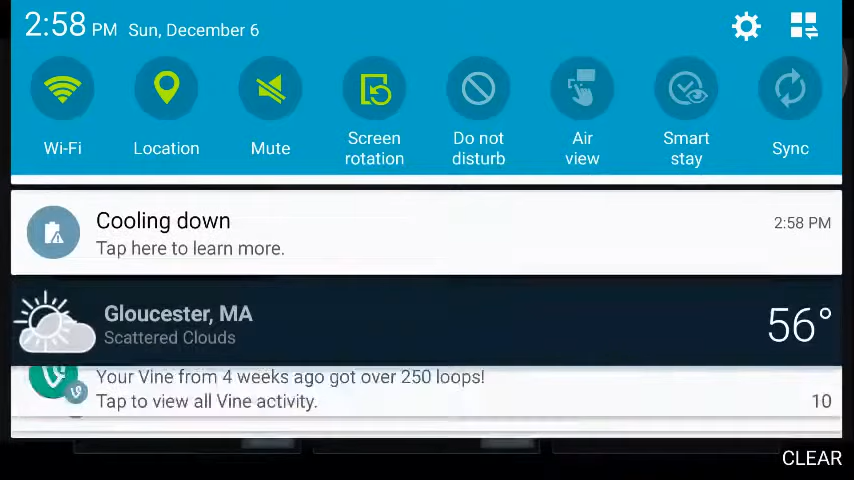 2:58 PM Sun, December 6
Wi-Fi
Location
Mute
Screen
rotation
Do not
disturb
Air
view
Smart
stay
Sync
Cooling down
2:58 PM
Tap here to learn more.
Gloucester, MA
Scattered Clouds
56°
Your Vine from 4 weeks ago got over 250 loops!
Tap to view all Vine activity.
10
CLEAR